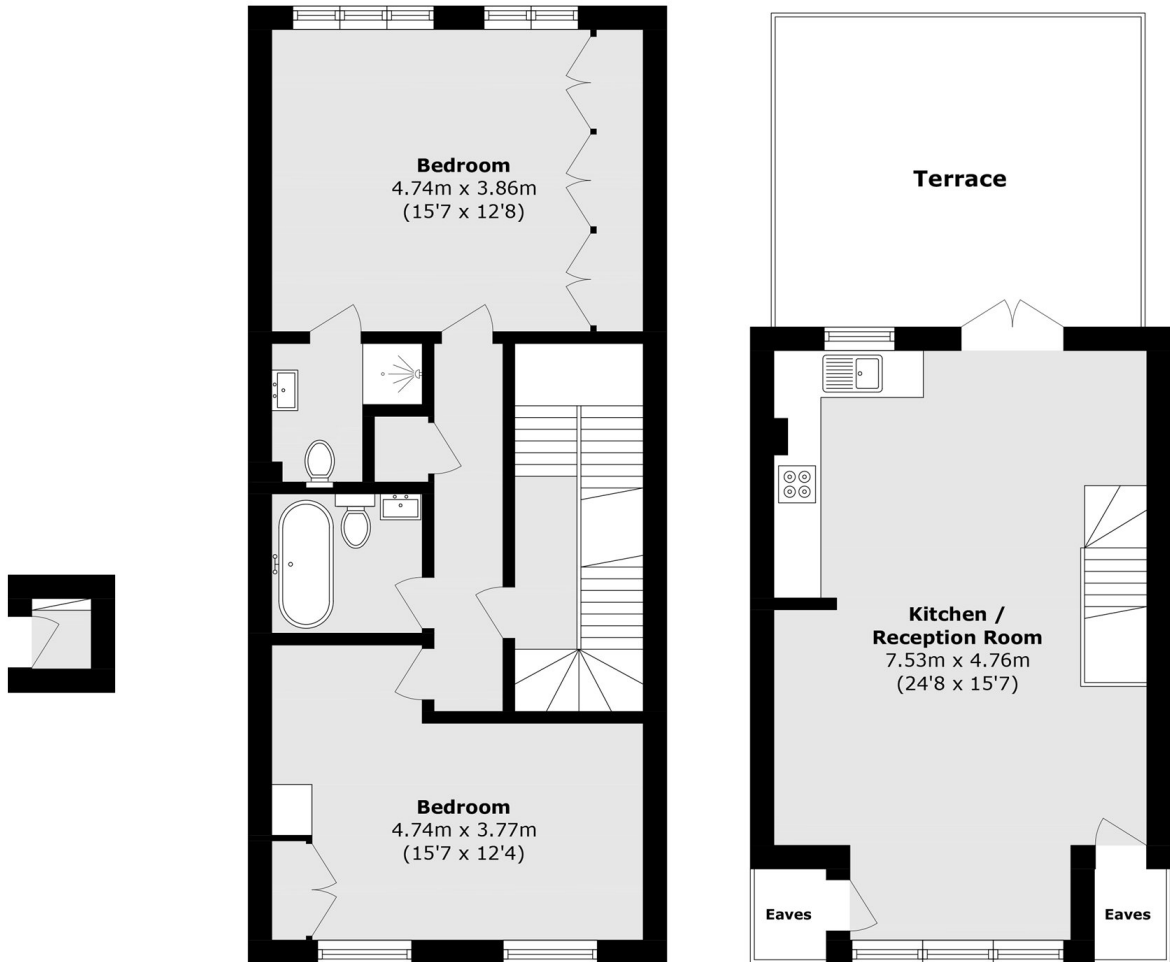 Bedroom
4.74m x 3.86m
(15'7 x 12'8)
Terrace
Kitchen /
Reception Room
7.53m x 4.76m
(24'8 x 15'7)
Bedroom
4.74m x 3.77m
(15'7 x 12'4)
Eaves
Eaves